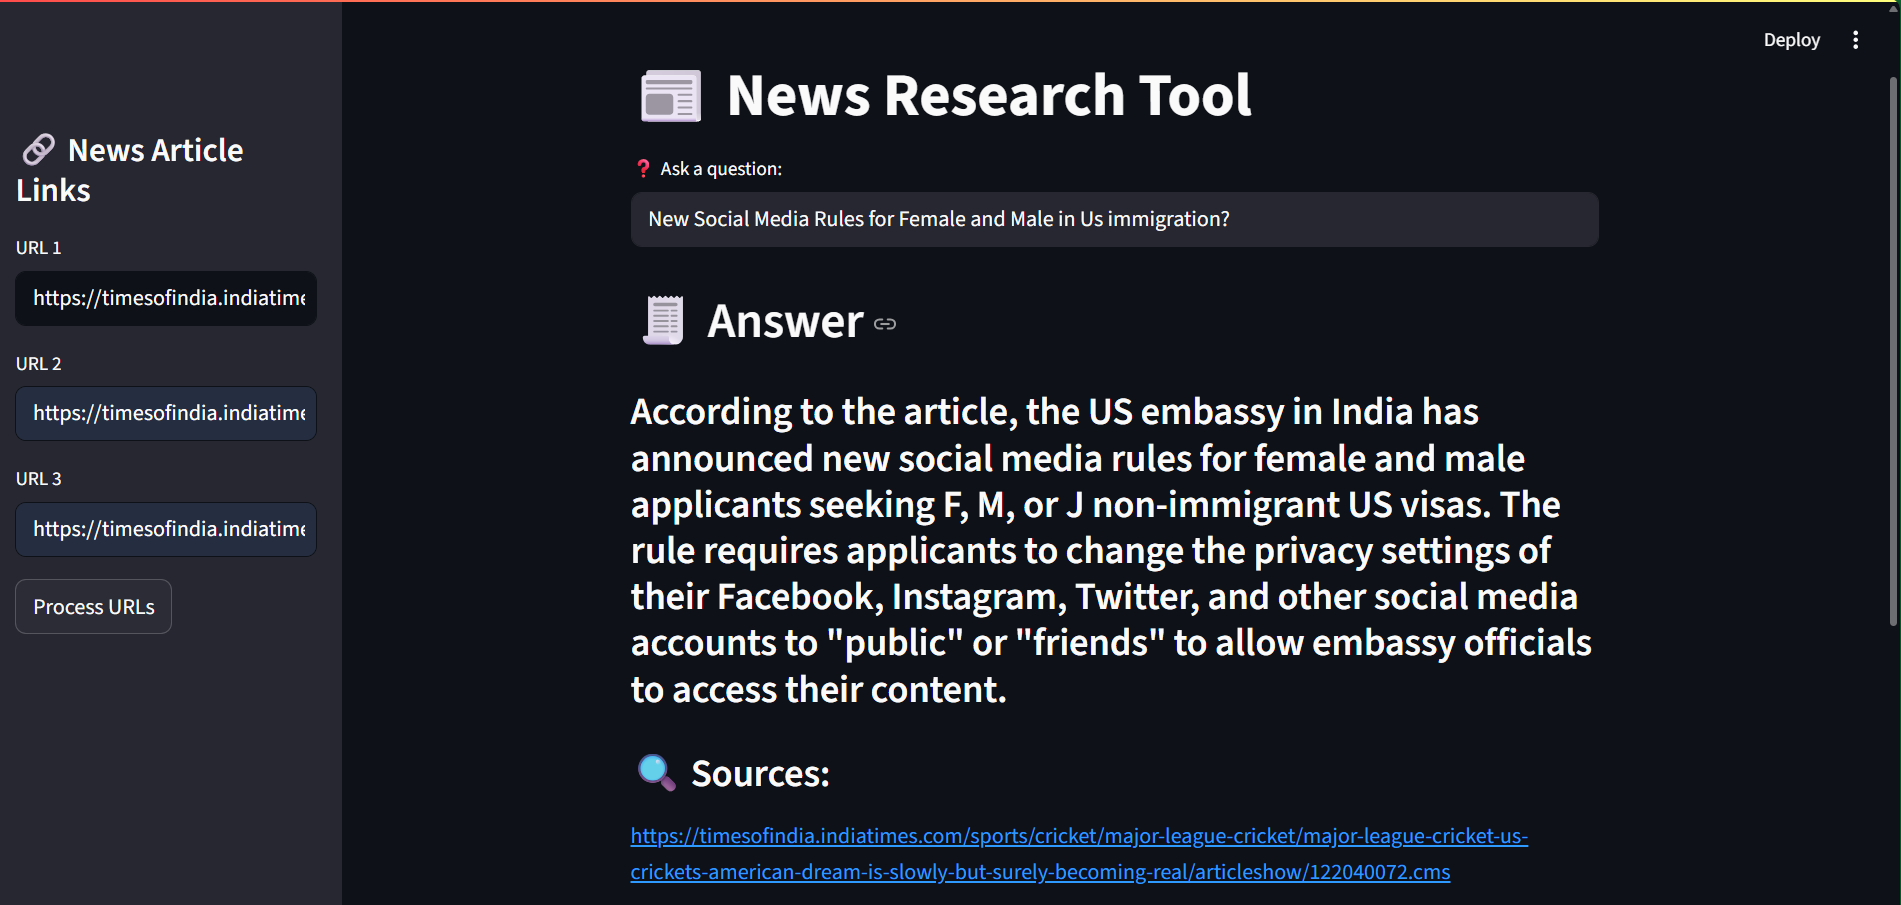 Deploy
News Article
Links
URL 1
https://timesofindia.indiatime
URL 2
https://timesofindia.indiatime
URL 3
https://timesofindia.indiatime
Process URLs
News Research Tool
Ask a question:
New Social Media Rules for Female and Male in Us immigration?
Answer
According to the article, the US embassy in India has
announced new social media rules for female and male
applicants seeking F, M, or J non-immigrant US visas. The
rule requires applicants to change the privacy settings of
their Facebook, Instagram, Twitter, and other social media
accounts to "public" or "friends" to allow embassy officials
to access their content.
Sources:
https://timesofindia.indiatimes.com/sports/cricket/major-league-cricket/major-league-cricket-us-
crickets-american-dream-is-slowly-but-surely-becoming-real/articleshow/122040072.cms